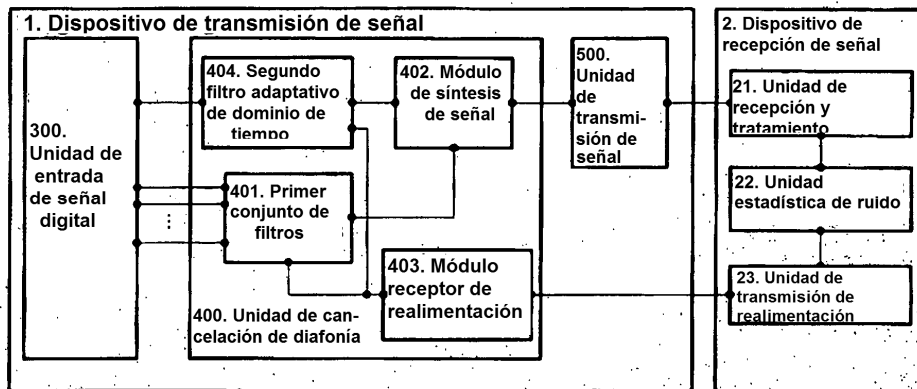 1. Dispositivo de transmisión de señal
300.
Unidad de
entrada
de señal
digital
404. Segundo
filtro adaptativo
de dominio de
tiempo
402. Módulo
de síntesis
de señal
401. Primer
conjunto de
filtros
403. Módulo
receptor de
realimentación
400. Unidad de can-
celación de diafonía
500.
Unidad
de
transmi-
sión de
señal
2. Dispositivo de
recepción de señal
21. Unidad de
recepción y
tratamiento
22. Unidad
estadística de ruido
23. Unidad de
transmisión de
realimentación